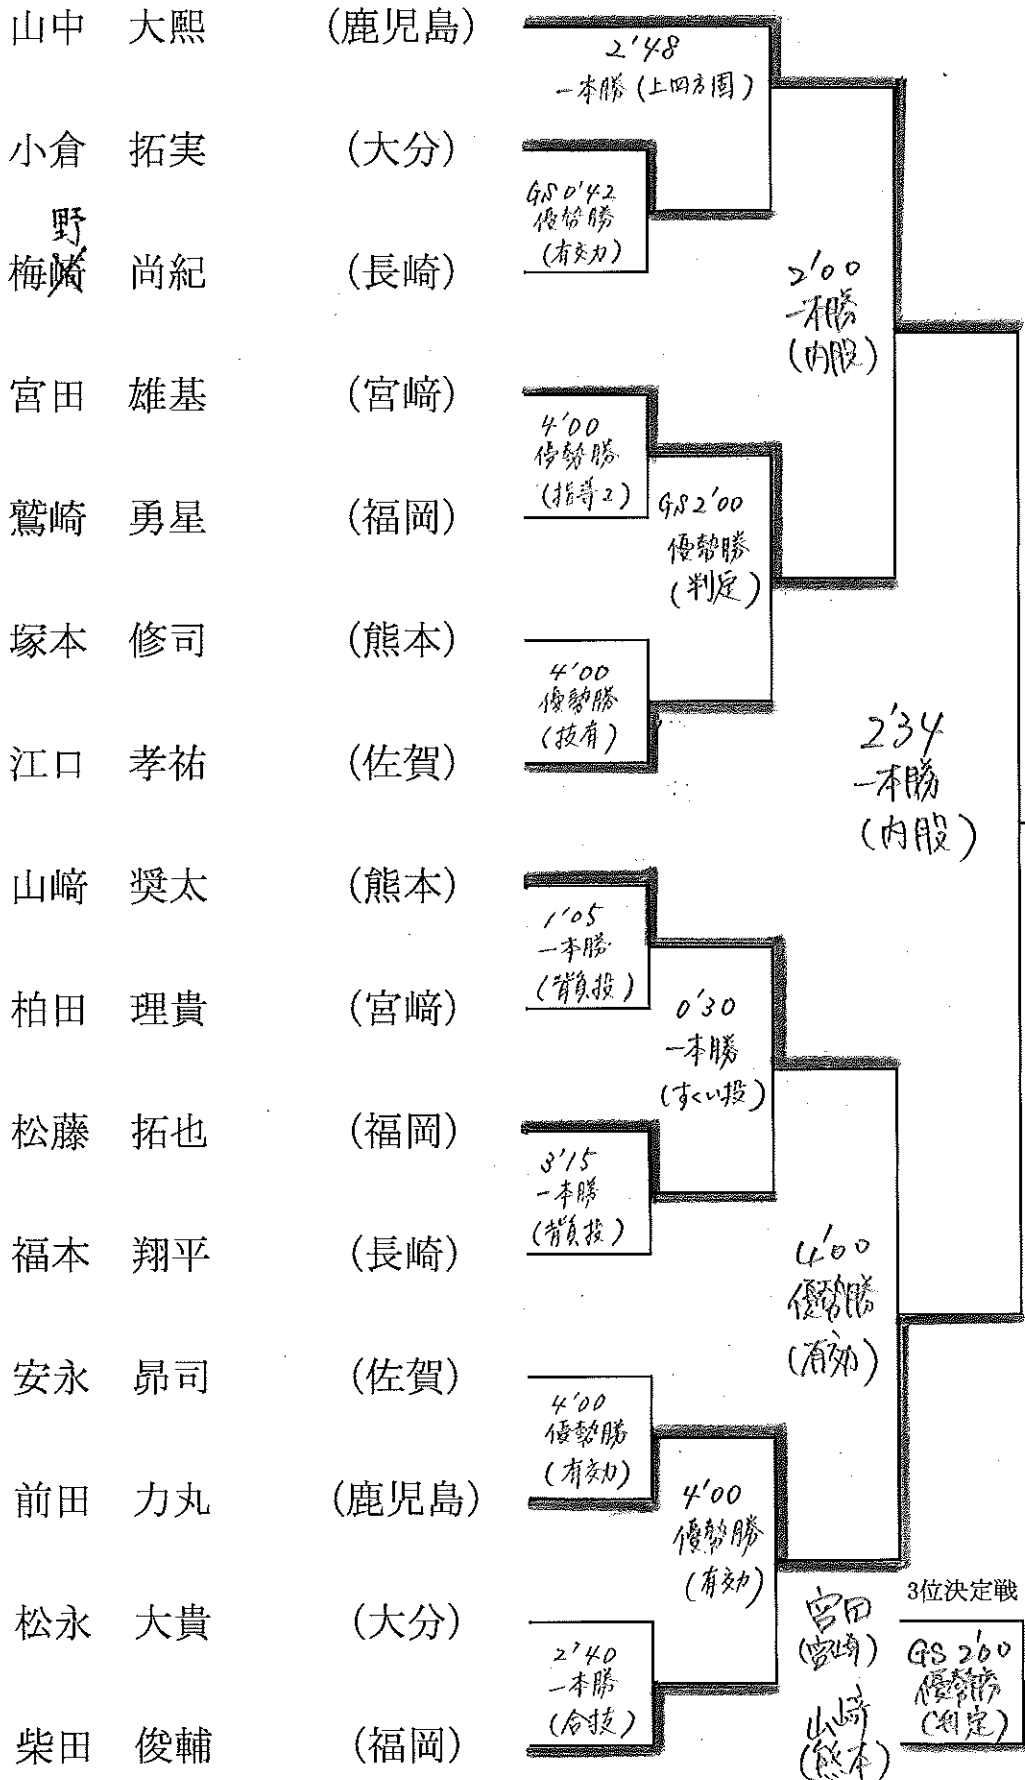 山中 大熙 (鹿児島)
2'48
一本勝(上四方固)
小倉 拓実 (大分)
GS 0'42
優勢勝
(有効)
野
梅崎 尚紀 (長崎)
2'00
一本勝
(内股)
宮田 雄基 (宮﨑)
4'00
優勢勝
(指導2)
鷲崎 勇星 (福岡)
GS 2'00
優勢勝
(判定)
塚本 修司 (熊本)
4'00
優勢勝
(技有)
江口 孝祐 (佐賀)
2'34
一本勝
(内股)
山﨑 奨太 (熊本)
1'05
一本勝
(背負投)
柏田 理貴 (宮﨑)
0'30
一本勝
(すくい投)
松藤 拓也 (福岡)
3'15
一本勝
(背負投)
福本 翔平 (長崎)
4'00
優勢勝
(有効)
安永 昴司 (佐賀)
4'00
優勢勝
(有効)
前田 力丸 (鹿児島)
4'00
優勢勝
(有効)
松永 大貴 (大分)
2'40
一本勝
(合技)
柴田 俊輔 (福岡)
3位決定戦
宮田
(宮崎)
GS 2'00
優勢勝
(判定)
山崎
(熊本)